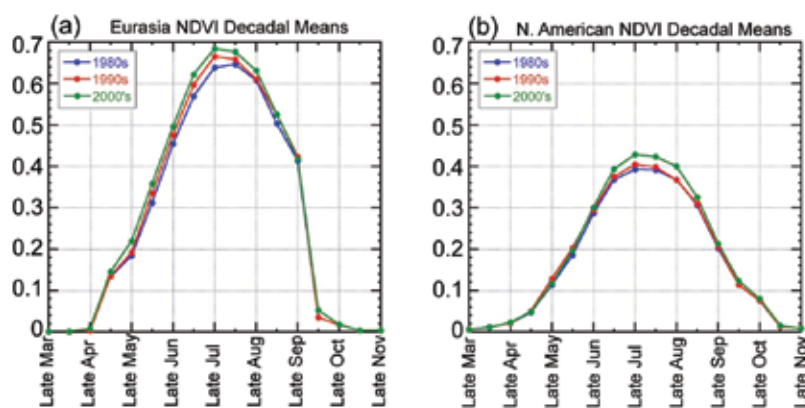 (a) Eurasia NDVI Decadal Means
0.7
0.6
0.5
0.4
0.3
0.2
0.1
0
1980s
1990s
2000's
Late Mar
Late Apr
Late May
Late Jun
Late Jul
Late Aug
Late Sep
Late Oct
Late Nov
(b) N. American NDVI Decadal Means
0.7
0.6
0.5
0.4
0.3
0.2
0.1
0
1980s
1990s
2000's
Late Mar
Late Apr
Late May
Late Jun
Late Jul
Late Aug
Late Sep
Late Oct
Late Nov